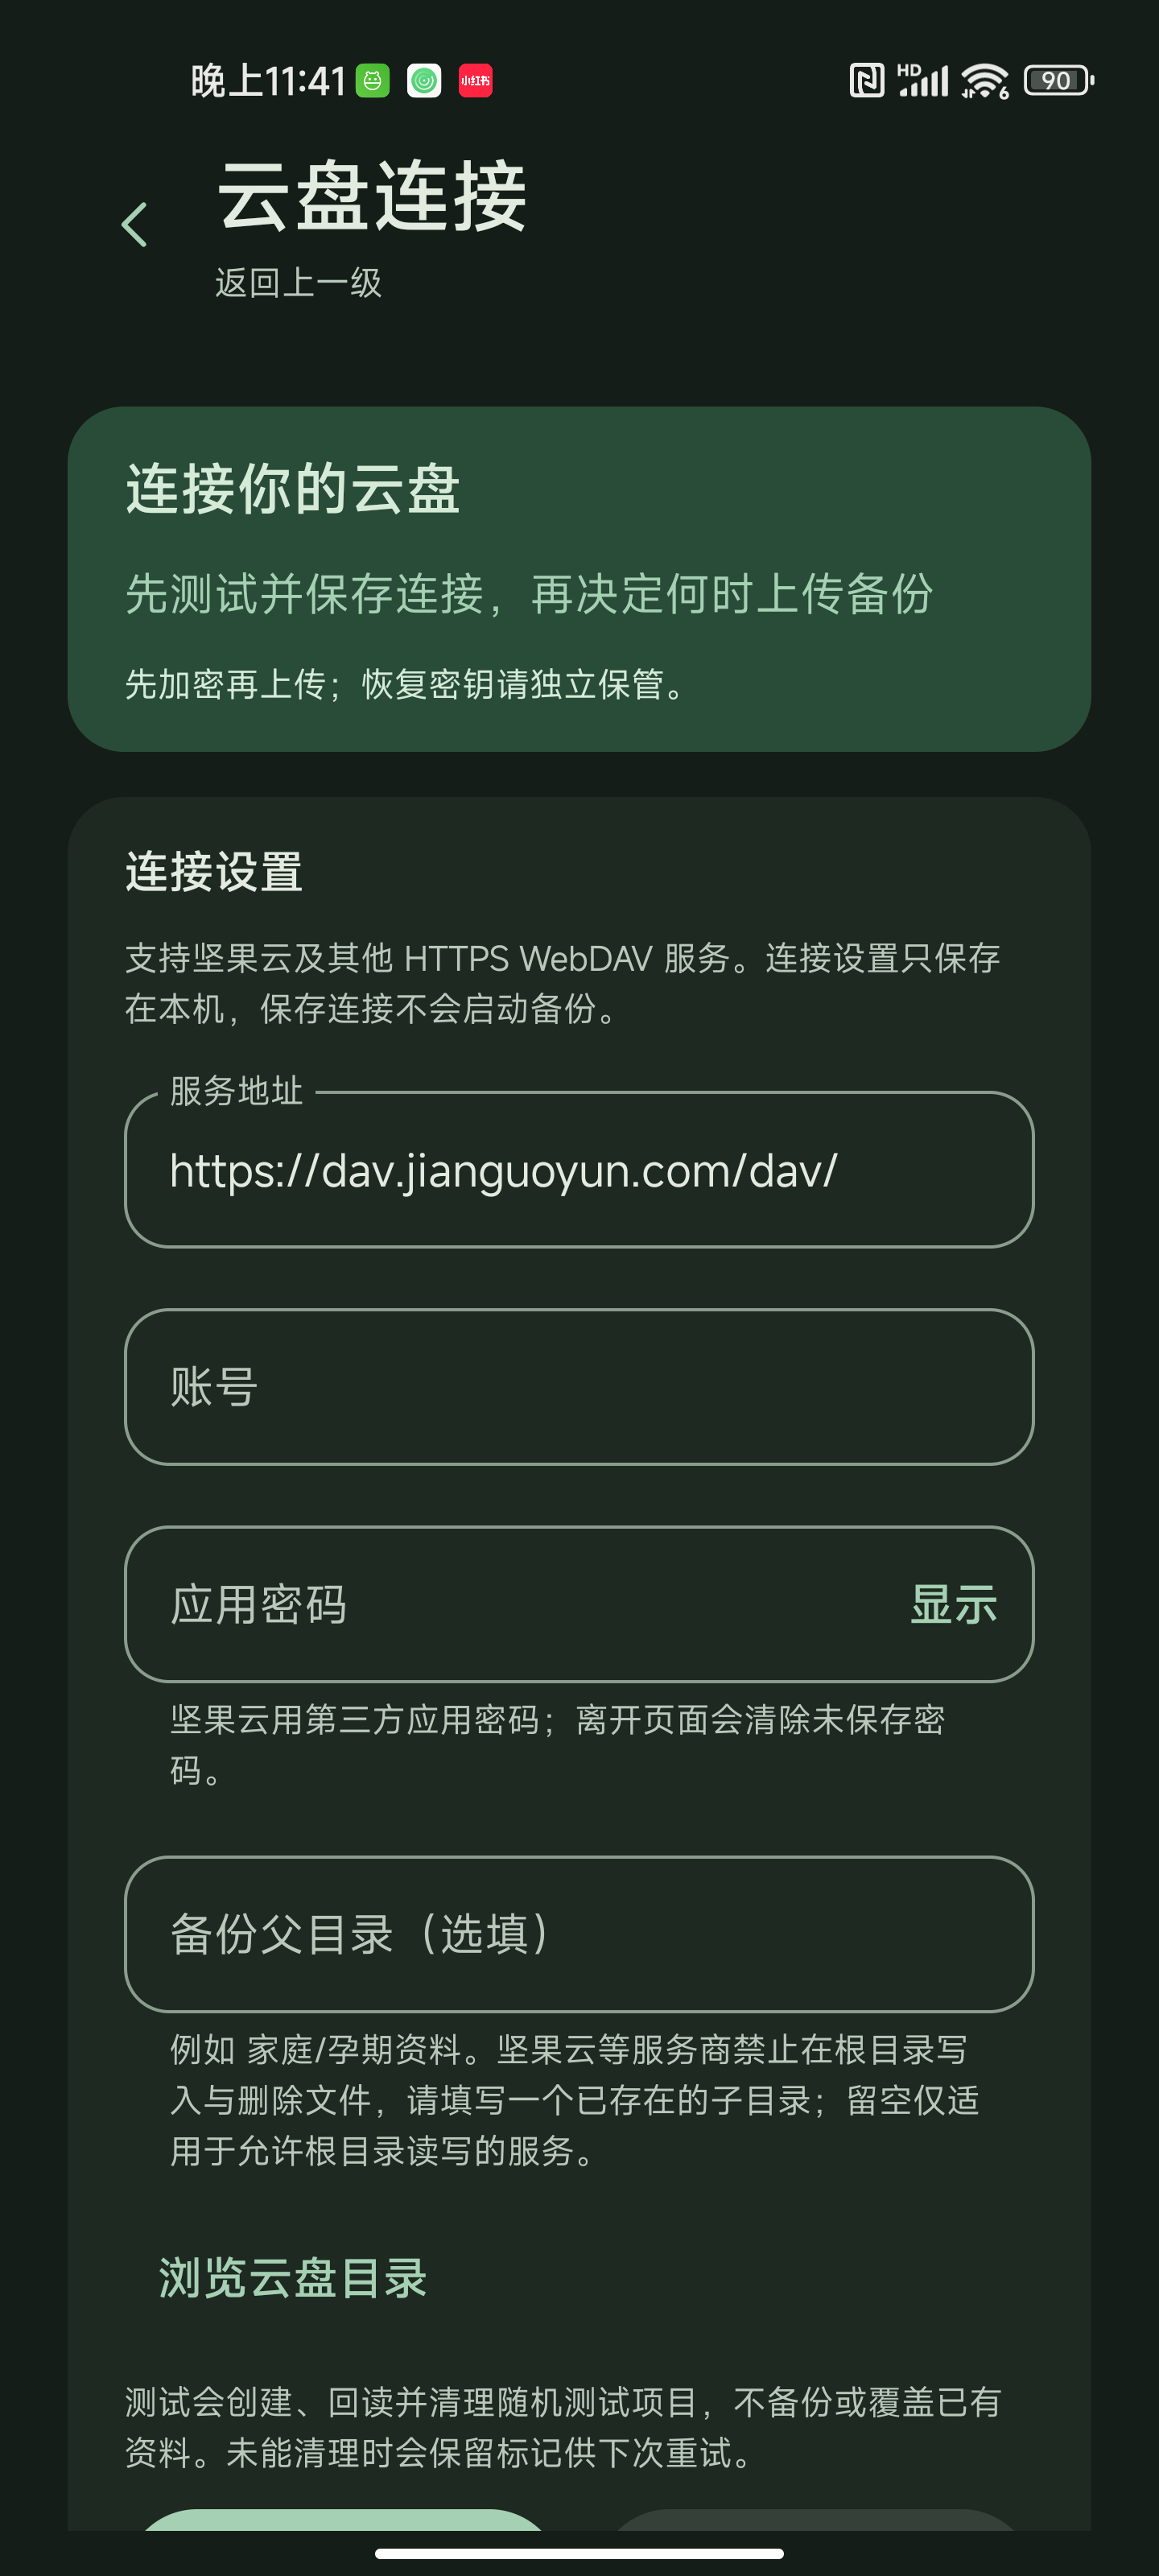 晚上11:41
小红书
HD
6
90
云盘连接
返回上一级
连接你的云盘
先测试并保存连接，再决定何时上传备份
先加密再上传；恢复密钥请独立保管。
连接设置
支持坚果云及其他 HTTPS WebDAV 服务。连接设置只保存
在本机，保存连接不会启动备份。
服务地址
https://dav.jianguoyun.com/dav/
账号
应用密码
显示
坚果云用第三方应用密码；离开页面会清除未保存密
码。
备份父目录（选填）
例如 家庭/孕期资料。坚果云等服务商禁止在根目录写
入与删除文件，请填写一个已存在的子目录；留空仅适
用于允许根目录读写的服务。
浏览云盘目录
测试会创建、回读并清理随机测试项目，不备份或覆盖已有
资料。未能清理时会保留标记供下次重试。